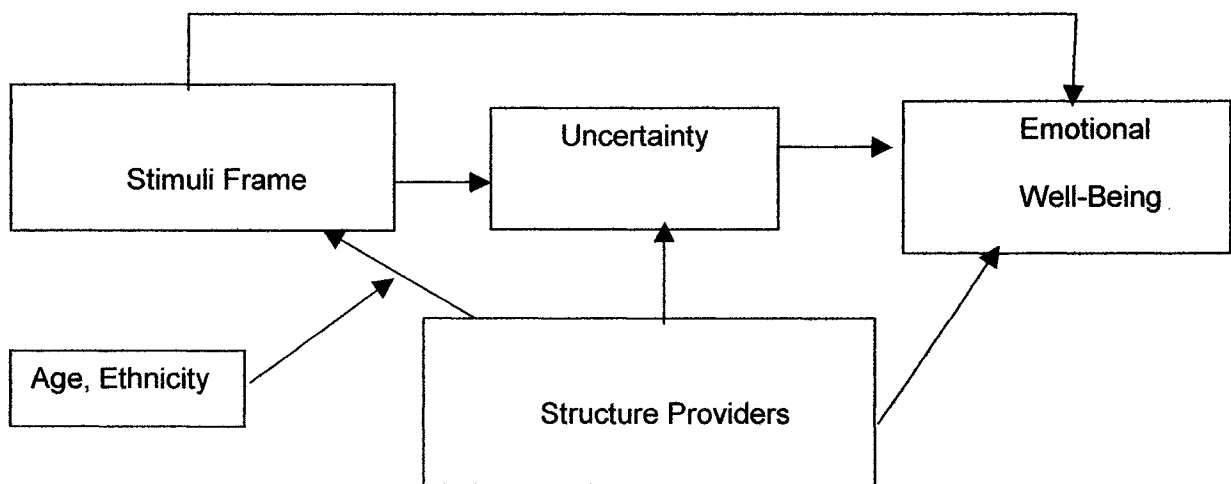 Stimuli Frame
Uncertainty
Emotional
Well-Being
Age, Ethnicity
Structure Providers